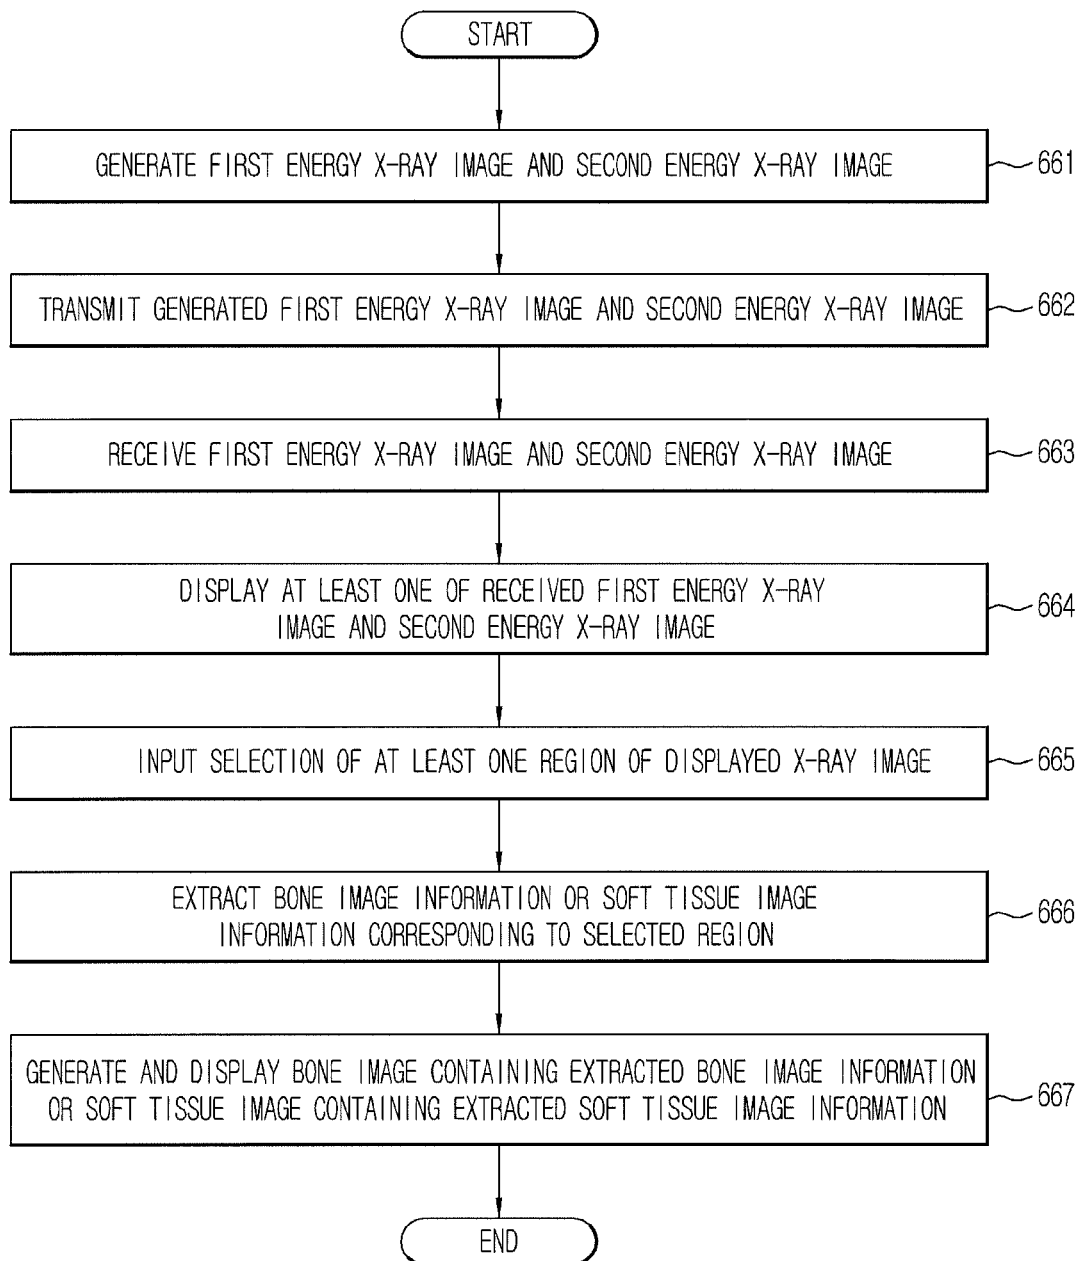 START
GENERATE FIRST ENERGY X-RAY IMAGE AND SECOND ENERGY X-RAY IMAGE
661
TRANSMIT GENERATED FIRST ENERGY X-RAY IMAGE AND SECOND ENERGY X-RAY IMAGE
662
RECEIVE FIRST ENERGY X-RAY IMAGE AND SECOND ENERGY X-RAY IMAGE
663
DISPLAY AT LEAST ONE OF RECEIVED FIRST ENERGY X-RAY
IMAGE AND SECOND ENERGY X-RAY IMAGE
664
INPUT SELECTION OF AT LEAST ONE REGION OF DISPLAYED X-RAY IMAGE
665
EXTRACT BONE IMAGE INFORMATION OR SOFT TISSUE IMAGE
INFORMATION CORRESPONDING TO SELECTED REGION
666
GENERATE AND DISPLAY BONE IMAGE CONTAINING EXTRACTED BONE IMAGE INFORMATION
OR SOFT TISSUE IMAGE CONTAINING EXTRACTED SOFT TISSUE IMAGE INFORMATION
667
END